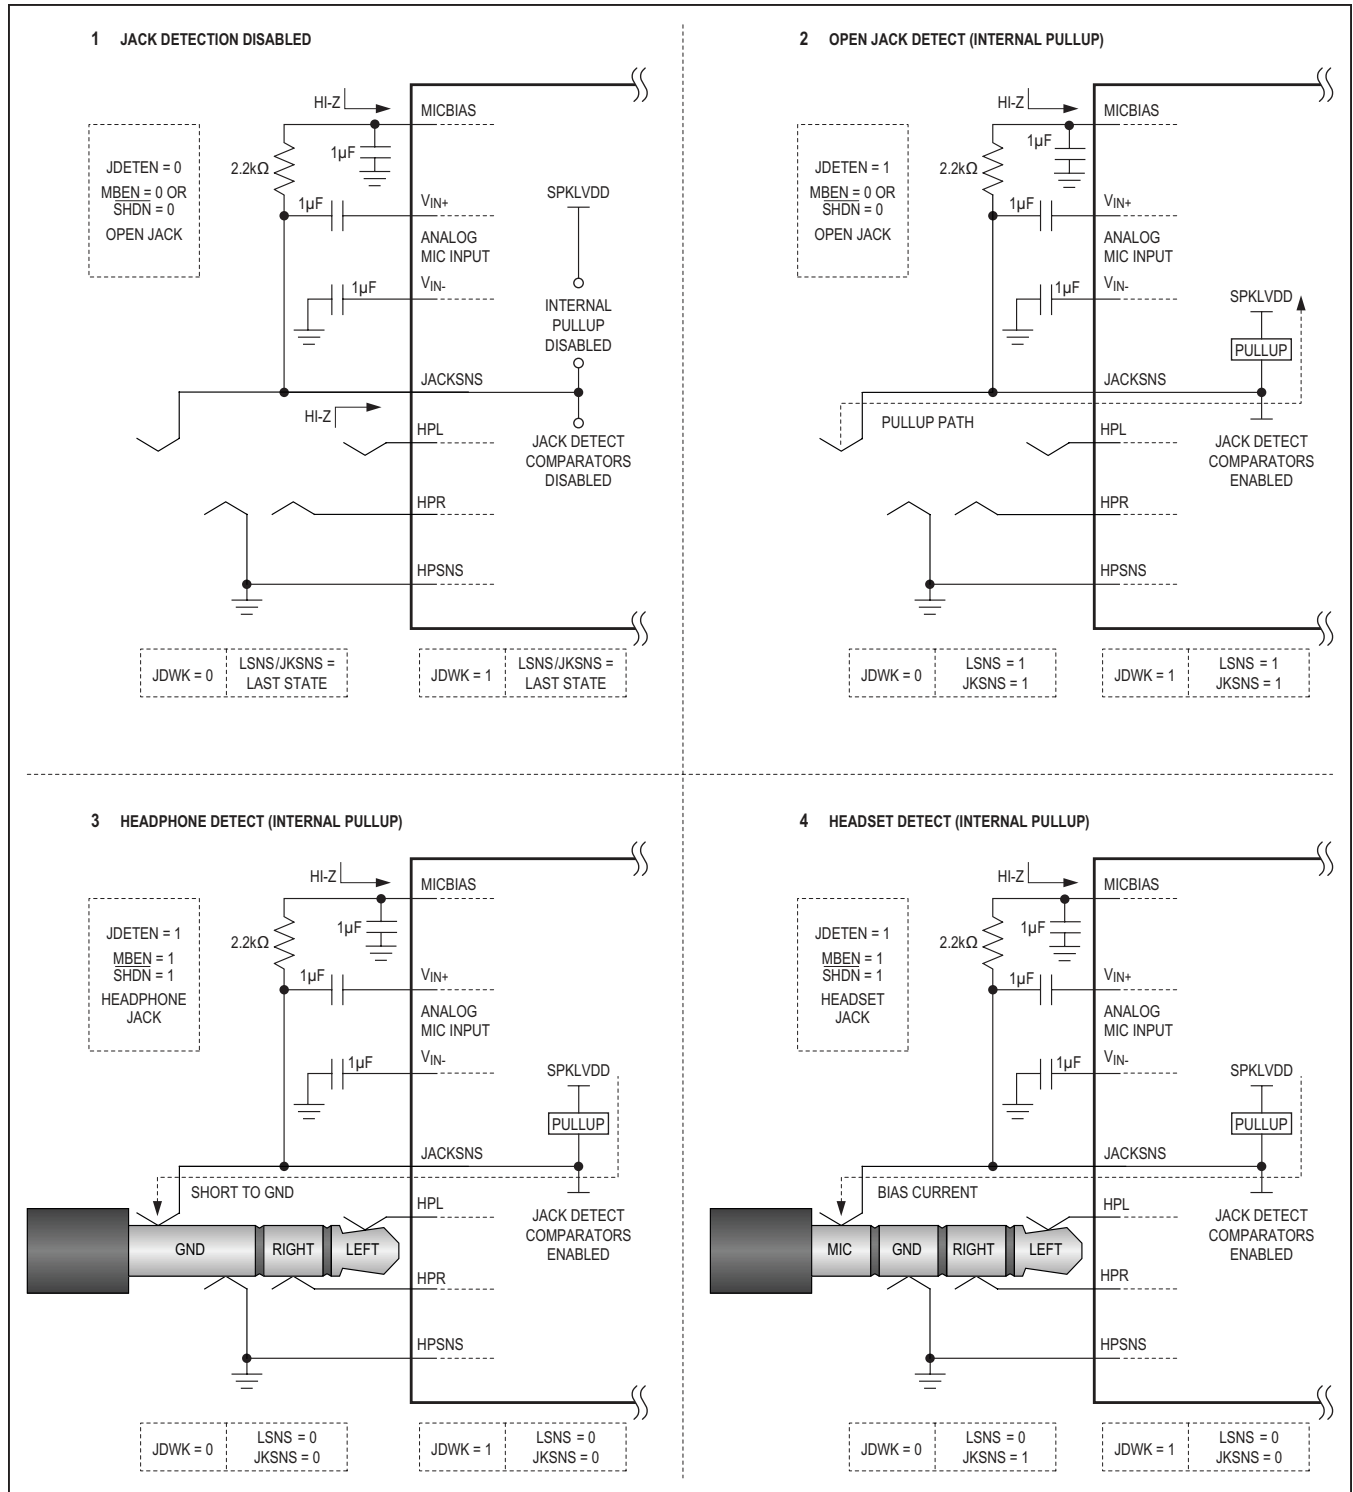 1 JACK DETECTION DISABLED
HI-Z
MICBIAS
JDETEN = 0
MBEN = 0 OR
SHDN = 0
OPEN JACK
2.2kΩ
1µF
1µF
VIN+
SPKLVDD
ANALOG
MIC INPUT
1µF
VIN-
INTERNAL
PULLUP
DISABLED
JACKSNS
HI-Z
HPL
JACK DETECT
COMPARATORS
DISABLED
HPR
HPSNS
JDWK = 0
LSNS/JKSNS =
LAST STATE
JDWK = 1
LSNS/JKSNS =
LAST STATE
2 OPEN JACK DETECT (INTERNAL PULLUP)
HI-Z
MICBIAS
JDETEN = 1
MBEN = 0 OR
SHDN = 0
OPEN JACK
2.2kΩ
1µF
1µF
VIN+
ANALOG
MIC INPUT
1µF
VIN-
SPKLVDD
PULLUP
JACKSNS
PULLUP PATH
HPL
JACK DETECT
COMPARATORS
ENABLED
HPR
HPSNS
JDWK = 0
LSNS = 1
JKSNS = 1
JDWK = 1
LSNS = 1
JKSNS = 1
3 HEADPHONE DETECT (INTERNAL PULLUP)
HI-Z
MICBIAS
JDETEN = 1
MBEN = 1
SHDN = 1
HEADPHONE
JACK
2.2kΩ
1µF
1µF
VIN+
ANALOG
MIC INPUT
1µF
VIN-
SPKLVDD
PULLUP
JACKSNS
SHORT TO GND
HPL
GND
RIGHT
LEFT
JACK DETECT
COMPARATORS
ENABLED
HPR
HPSNS
JDWK = 0
LSNS = 0
JKSNS = 0
JDWK = 1
LSNS = 0
JKSNS = 0
4 HEADSET DETECT (INTERNAL PULLUP)
HI-Z
MICBIAS
JDETEN = 1
MBEN = 1
SHDN = 1
HEADSET
JACK
2.2kΩ
1µF
1µF
VIN+
ANALOG
MIC INPUT
1µF
VIN-
SPKLVDD
PULLUP
JACKSNS
BIAS CURRENT
HPL
MIC
GND
RIGHT
LEFT
JACK DETECT
COMPARATORS
ENABLED
HPR
HPSNS
JDWK = 0
LSNS = 0
JKSNS = 1
JDWK = 1
LSNS = 0
JKSNS = 0